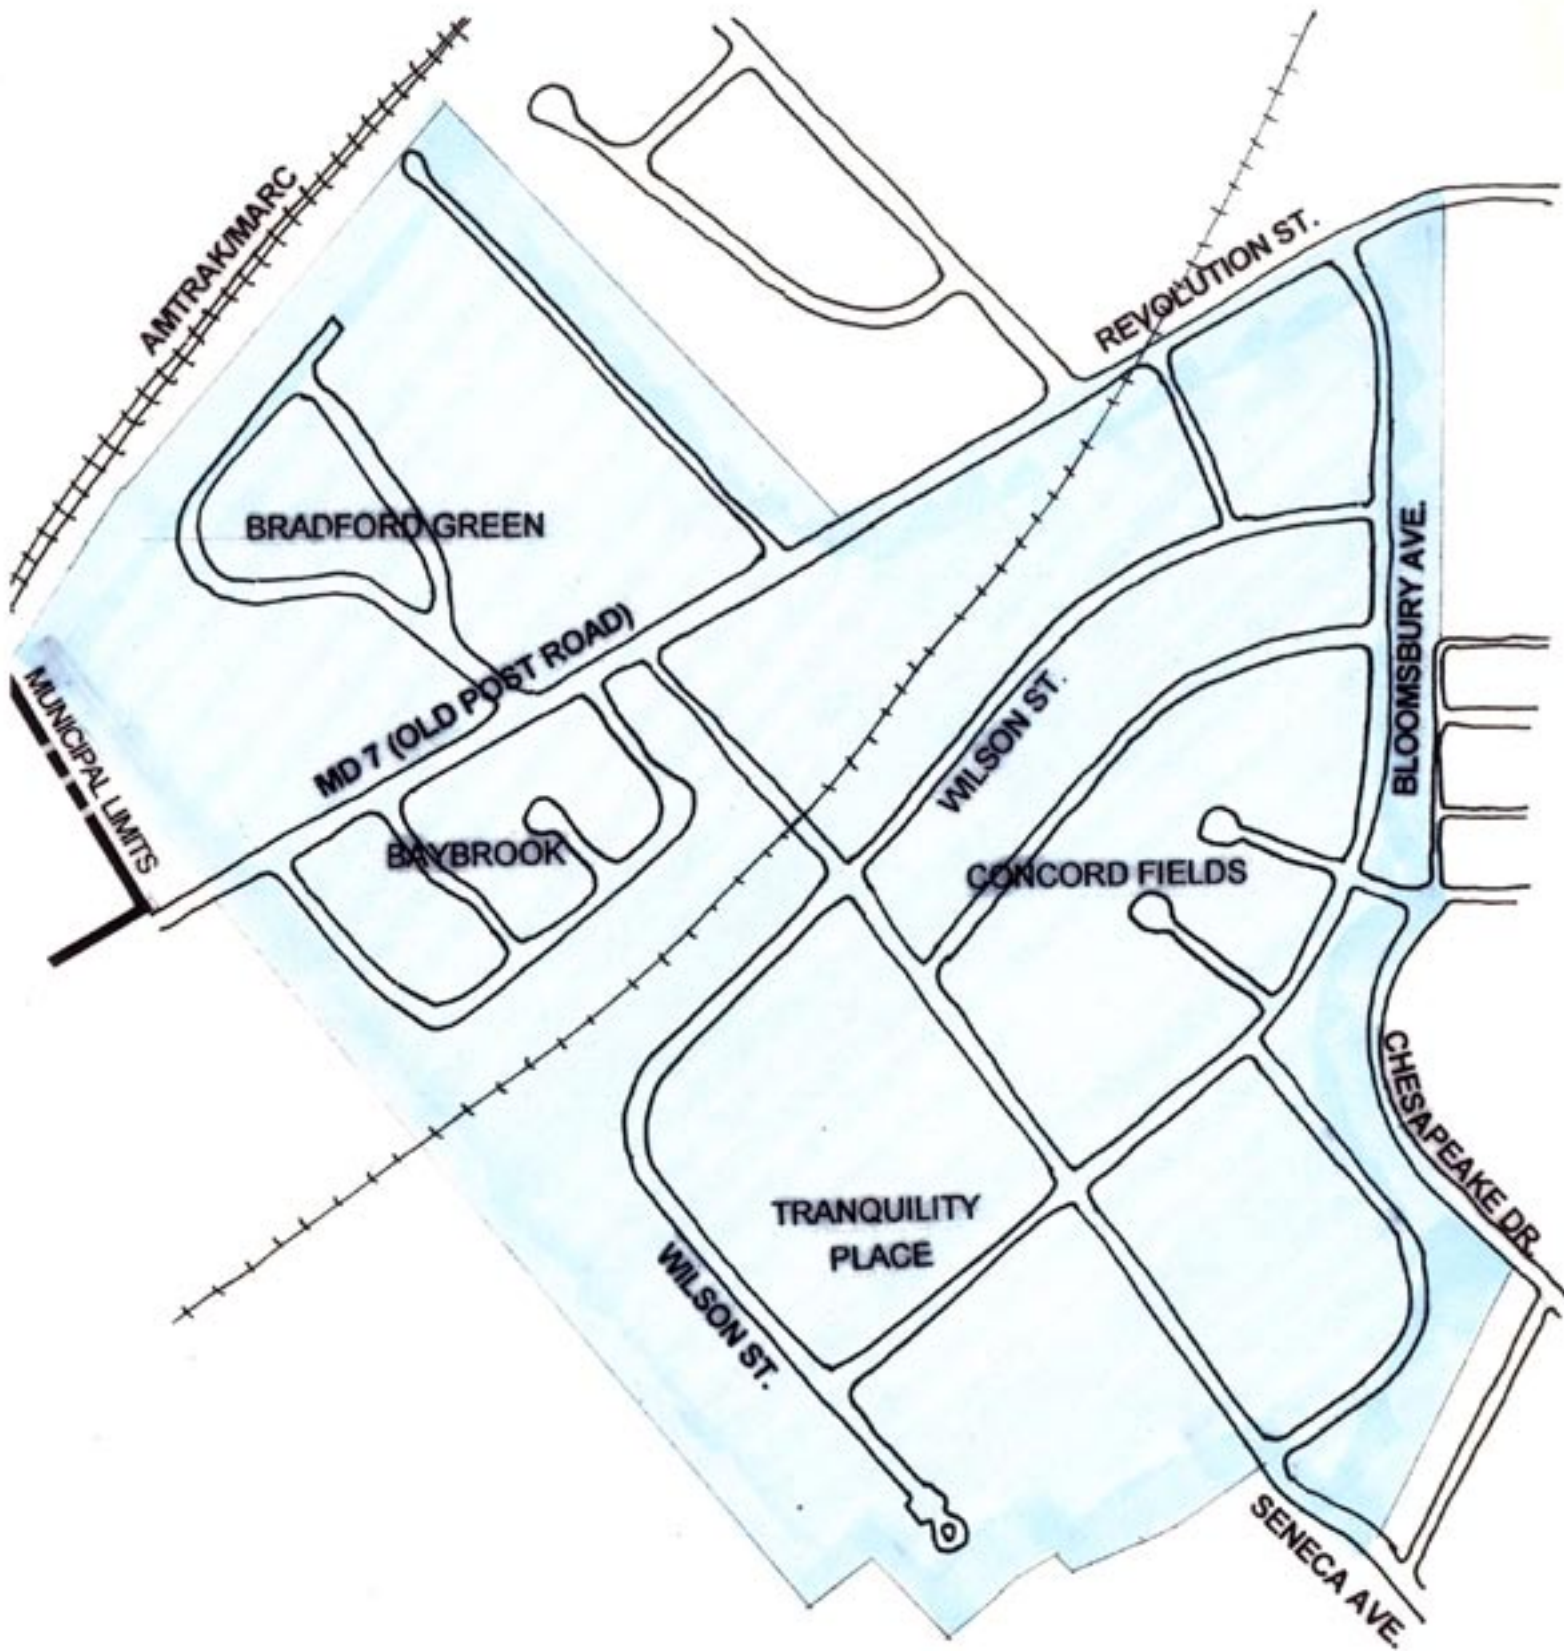 AMTRAK/MARC
REVOLUTION ST.
BRADFORD GREEN
BLOOMSBURY AVE.
MD 7 (OLD POST ROAD)
MUNICIPAL LIMITS
WILSON ST.
BAYBROOK
CONCORD FIELDS
CHESAPEAKE DR.
TRANQUILITY
PLACE
WILSON ST.
SENECA AVE.